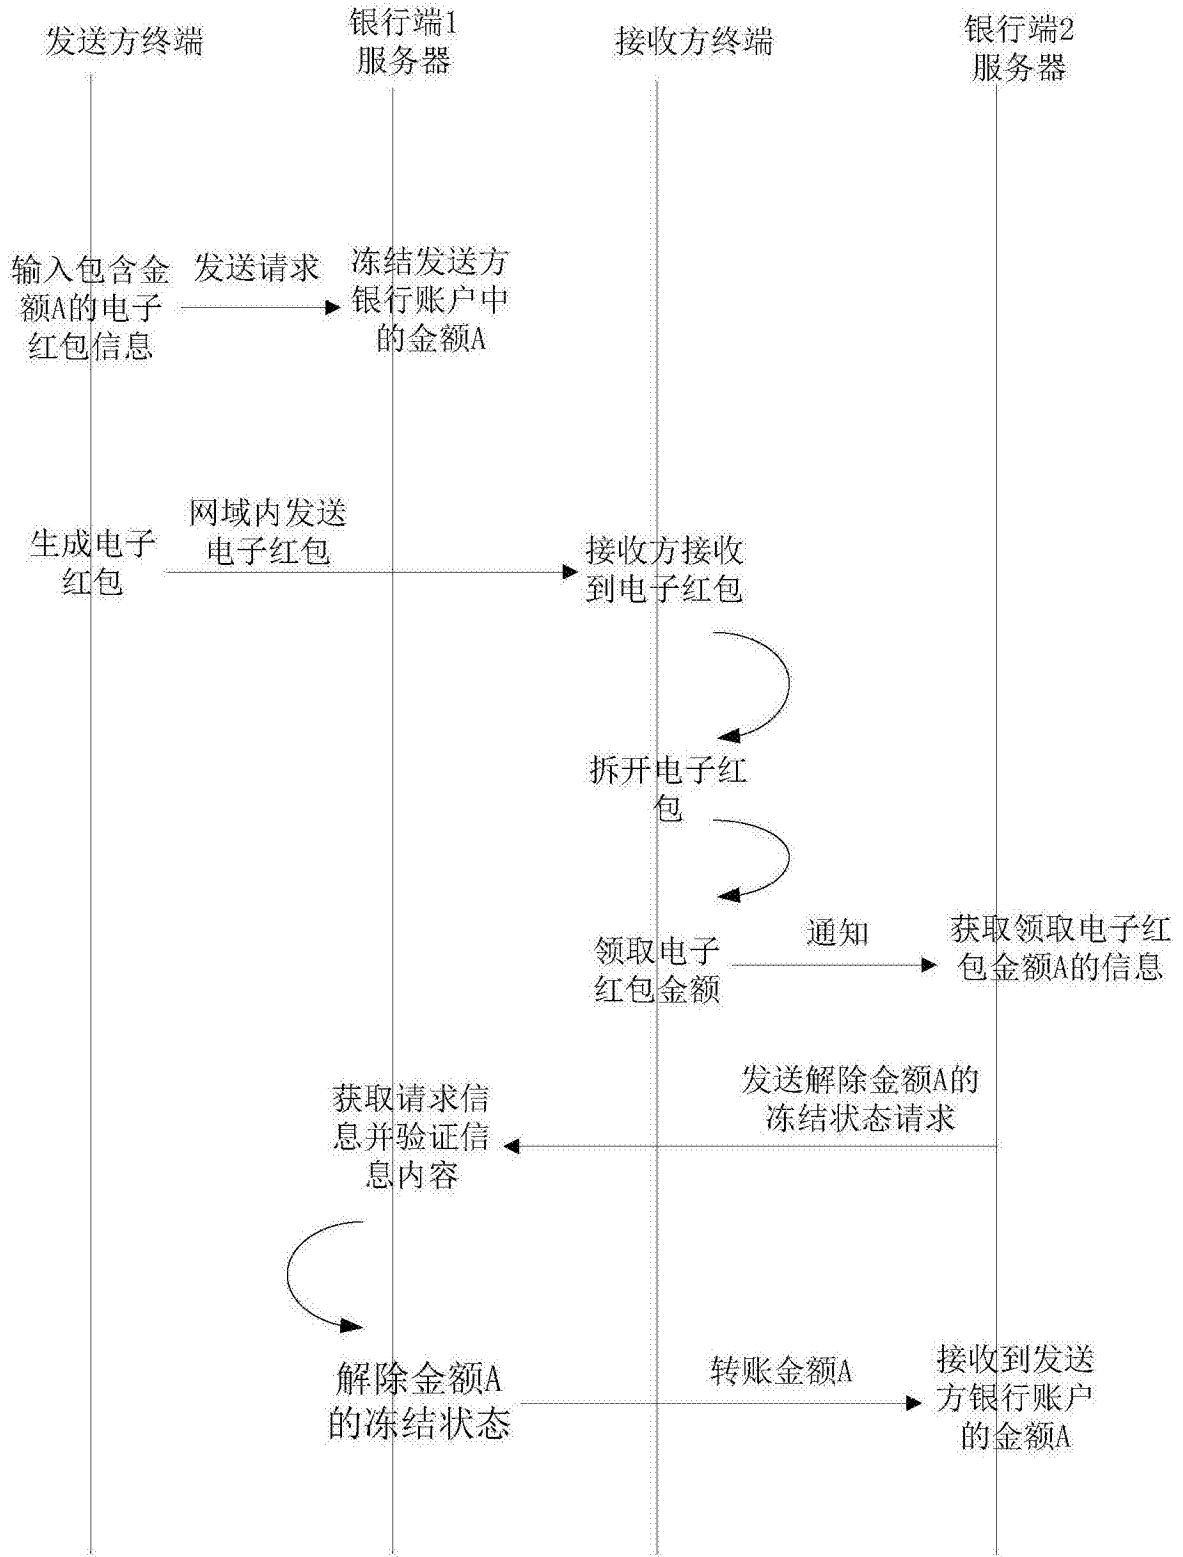 发送方终端
银行端1
服务器
接收方终端
银行端2
服务器
输入包含金
额A的电子
红包信息
发送请求
冻结发送方
银行账户中
的金额A
生成电子
红包
网域内发送
电子红包
接收方接收
到电子红包
拆开电子红
包
领取电子
红包金额
通知
获取领取电子红
包金额A的信息
发送解除金额A的
冻结状态请求
获取请求信
息并验证信
息内容
解除金额A
的冻结状态
转账金额A
接收到发送
方银行账户
的金额A